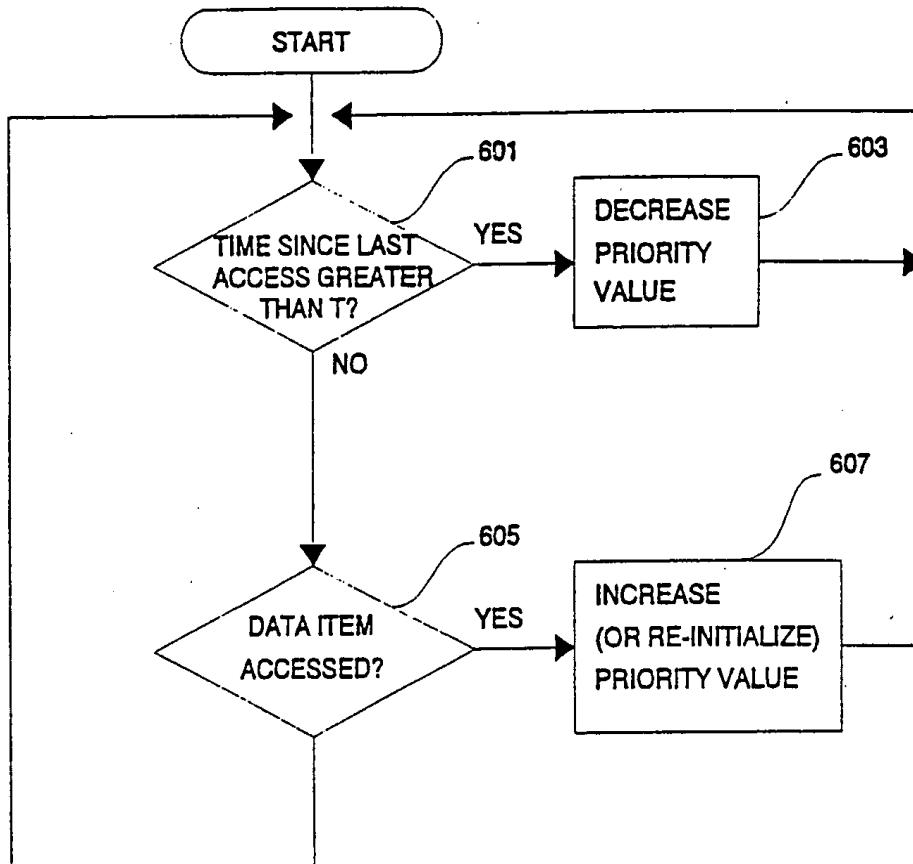 START
601
TIME SINCE LAST
ACCESS GREATER
THAN T?
YES
603
DECREASE
PRIORITY
VALUE
NO
605
DATA ITEM
ACCESSED?
YES
607
INCREASE
(OR RE-INITIALIZE)
PRIORITY VALUE